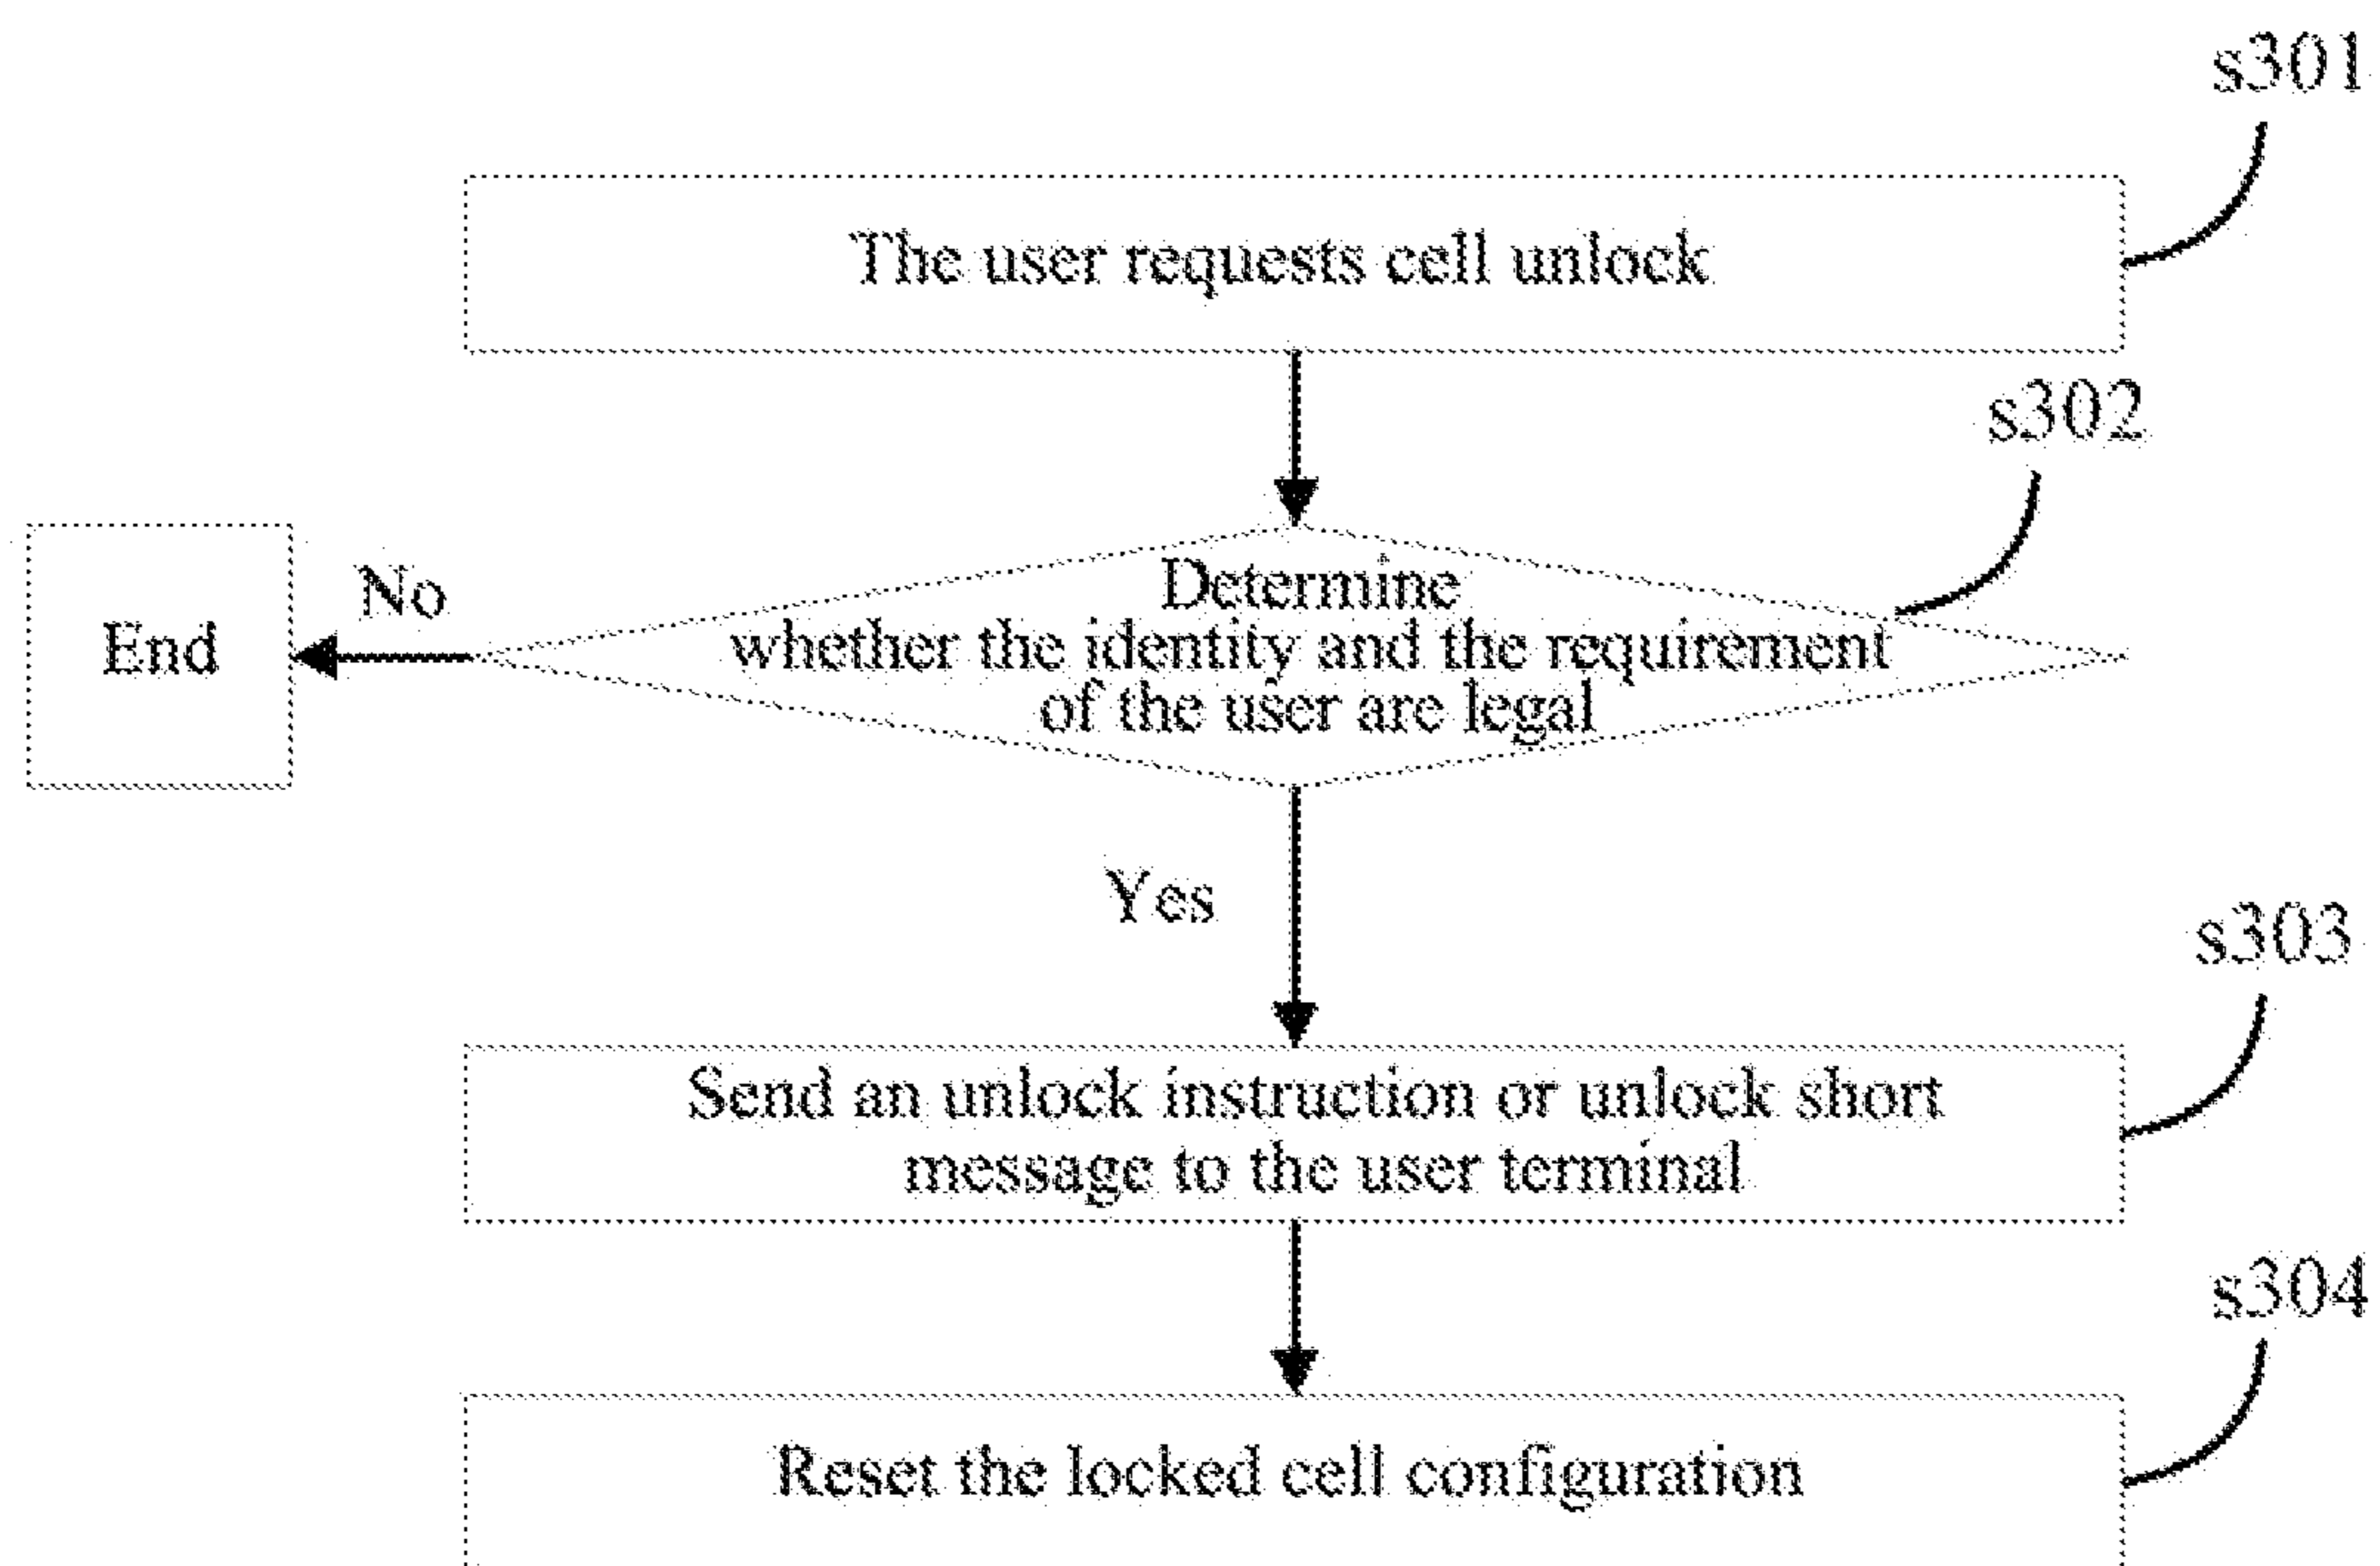 s301
The user requests cell unlock
s302
Determine
whether the identity and the requirement
of the user are legal
No
End
Yes
s303
Send an unlock instruction or unlock short
message to the user terminal
s304
Reset the locked cell configuration